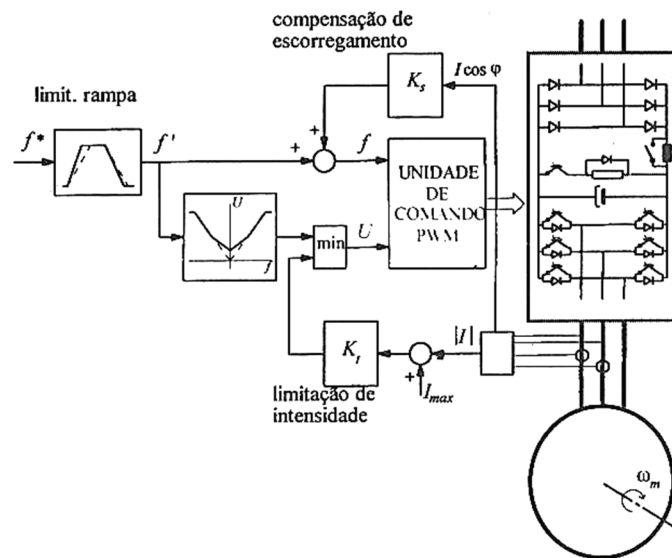 compensação de
escorregamento
limit. rampa
K_s
I cos φ
f*
f'
+
+
f
UNIDADE
DE
COMANDO
PWM
U
f
min
U
K_I
|I|
+
I_max
limitação de
intensidade
ω_m